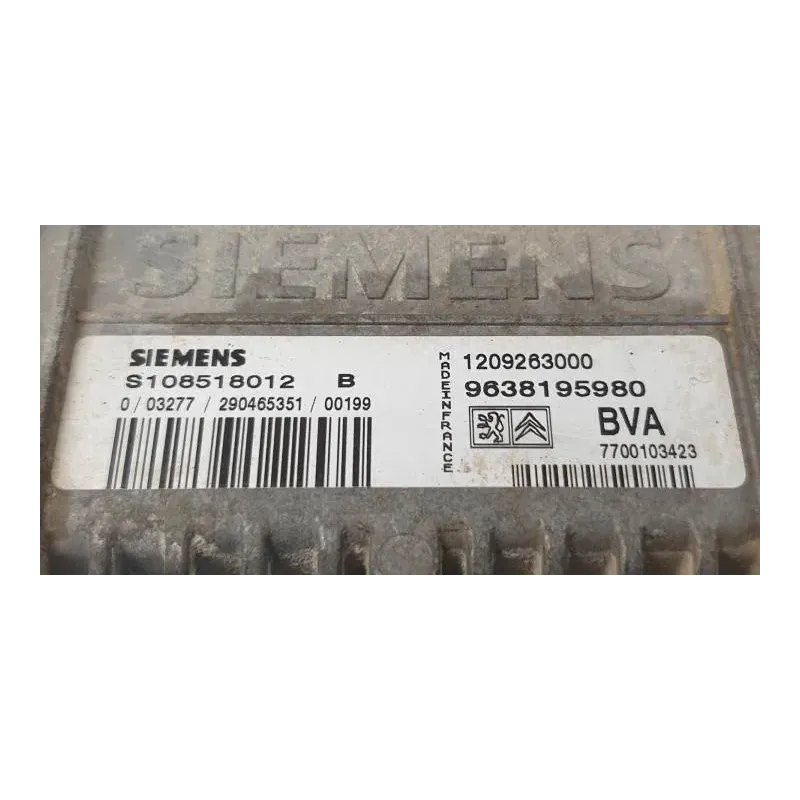 SIEMENS
SIEMENS
S108518012 B
0 / 03277 / 290465351 / 00199
MADEINFRANCE
1209263000
9638195980
BVA
7700103423